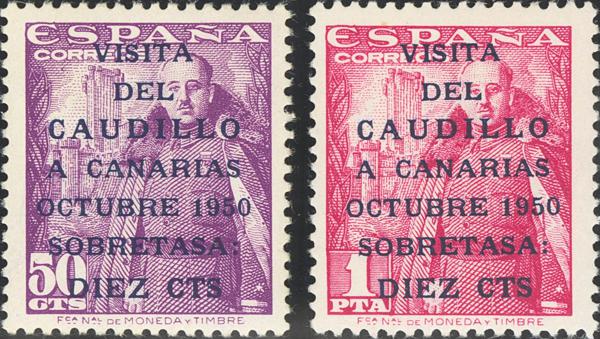 ESPAÑA
CORREOS
VISITA
DEL
CAUDILLO
A CANARIAS
OCTUBRE 1950
SOBRETASA:
DIEZ CTS
50
CTS
FCA NAL DE MONEDA Y TIMBRE
ESPAÑA
CORREOS
VISITA
DEL
CAUDILLO
A CANARIAS
OCTUBRE 1950
SOBRETASA:
DIEZ CTS
1
PTA
FCA NAL DE MONEDA Y TIMBRE